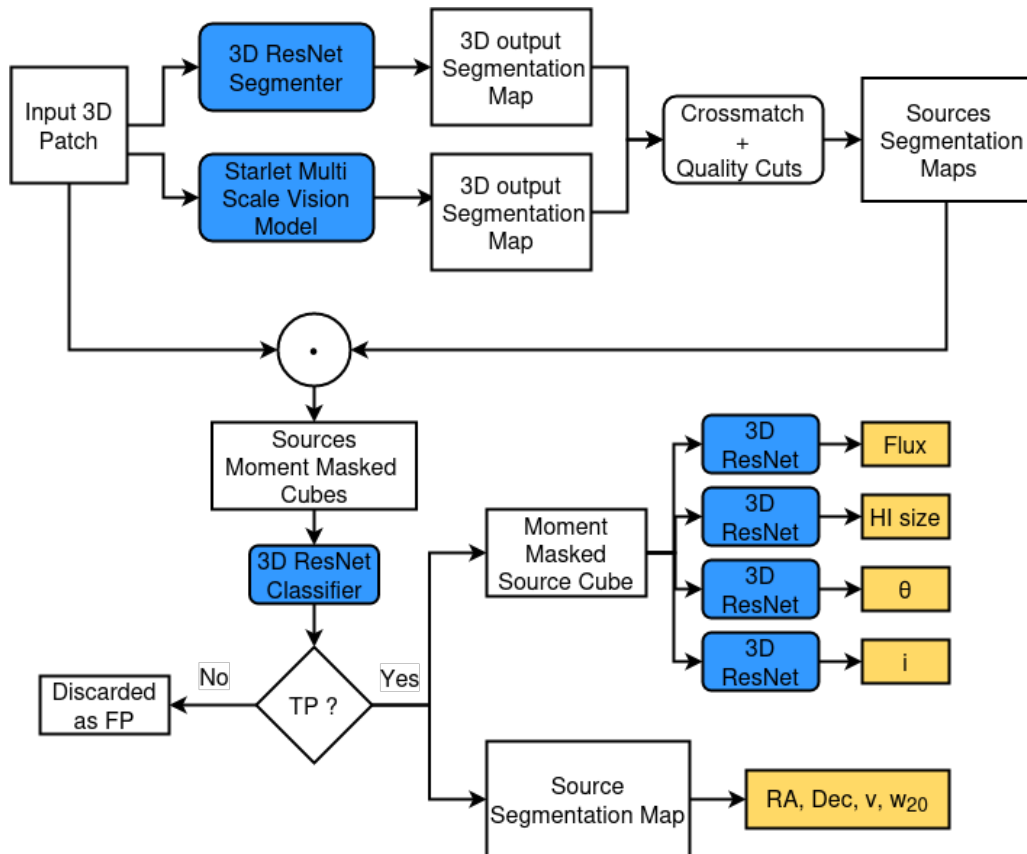 Input 3D
Patch
3D ResNet
Segmenter
Starlet Multi
Scale Vision
Model
3D output
Segmentation
Map
3D output
Segmentation
Map
Crossmatch
+
Quality Cuts
Sources
Segmentation
Maps
Sources
Moment Masked
Cubes
3D ResNet
Classifier
TP ?
No
Yes
Discarded
as FP
Moment
Masked
Source Cube
3D
ResNet
Flux
3D
ResNet
HI size
3D
ResNet
θ
3D
ResNet
i
Source
Segmentation Map
RA, Dec, v, w₂₀